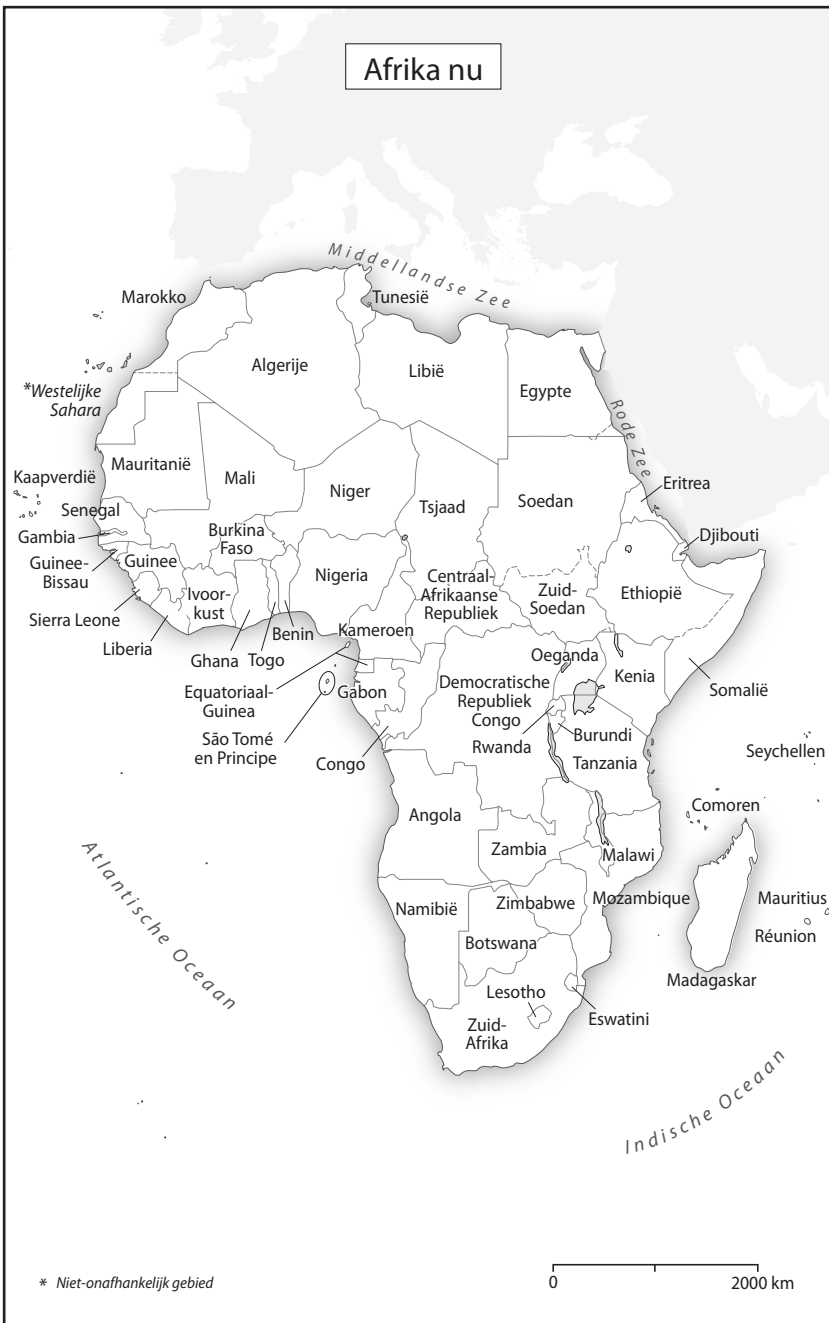 Afrika nu
Middellandse Zee
Marokko
Tunesië
Algerije
Libië
Egypte
*Westelijke
Sahara
Rode Zee
Mauritanië
Mali
Niger
Tsjaad
Soedan
Eritrea
Kaapverdië
Senegal
Gambia
Burkina
Faso
Djibouti
Guinee-
Bissau
Guinee
Nigeria
Centraal-
Afrikaanse
Republiek
Zuid-
Soedan
Ethiopië
Ivoor-
kust
Sierra Leone
Liberia
Benin
Kameroen
Ghana
Togo
Oeganda
Kenia
Somalië
Equatoriaal-
Guinea
Gabon
Democratische
Republiek
Congo
São Tomé
en Principe
Congo
Rwanda
Burundi
Tanzania
Seychellen
Comoren
Angola
Zambia
Malawi
Atlantische Oceaan
Namibië
Zimbabwe
Mozambique
Mauritius
Botswana
Réunion
Madagaskar
Lesotho
Eswatini
Zuid-
Afrika
Indische Oceaan
* Niet-onafhankelijk gebied
0
2000 km